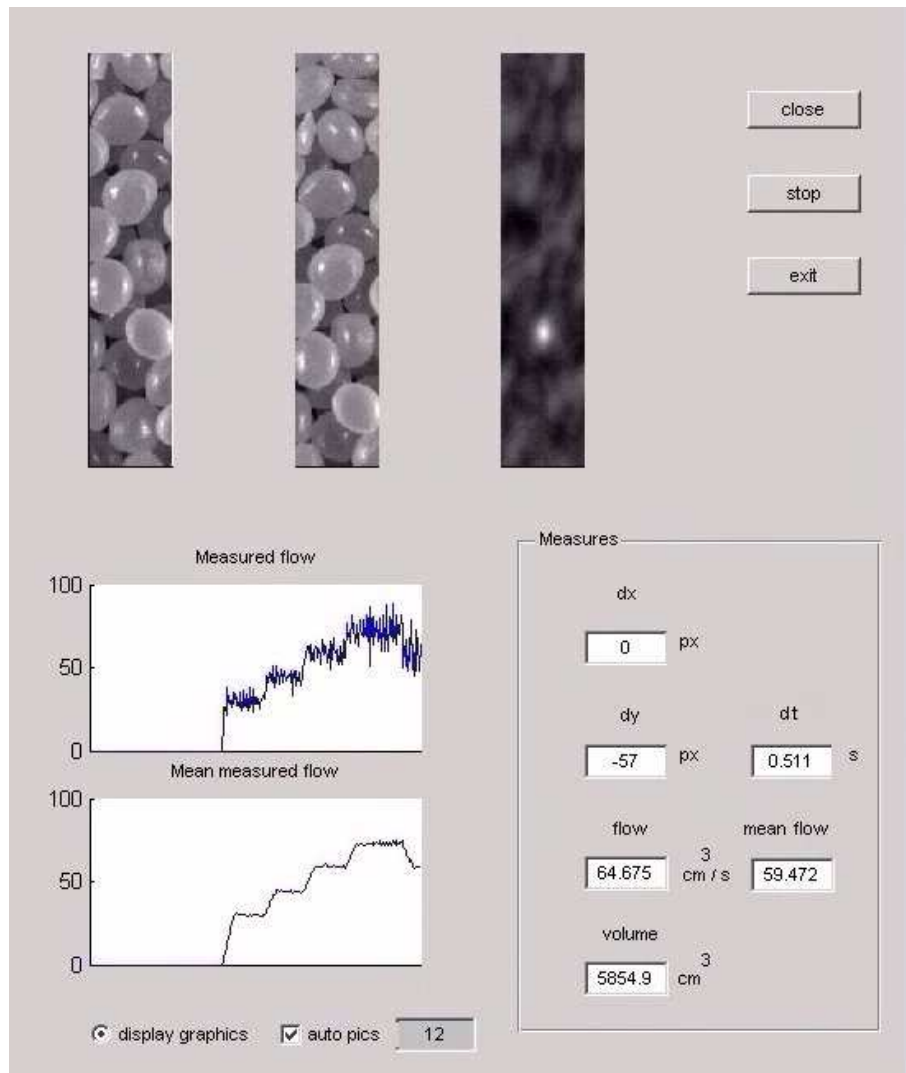 close
stop
exit
Measured flow
100
50
0
Mean measured flow
100
50
0
display graphics
auto pics
12
Measures
dx
0 px
dy dt
-57 px 0.511 s
flow mean flow
64.675 cm / s 3 59.472
volume
5854.9 cm 3